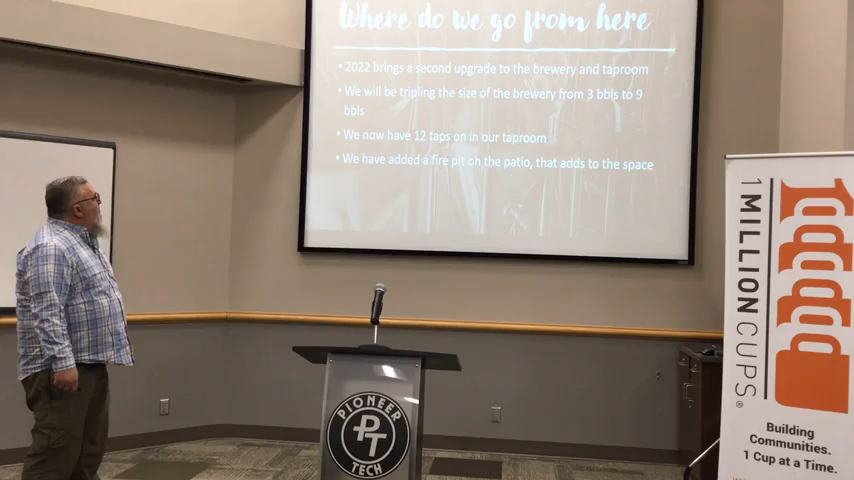 Where do we go from here
• 2022 brings a second upgrade to the brewery and taproom
• We will be tripling the size of the brewery from 3 bbls to 9
bbls
• We now have 12 taps on in our taproom
• We have added a fire pit on the patio, that adds to the space
1 MILLION CUPS®
Building
Communities.
1 Cup at a Time.
PIONEER
PT
TECH